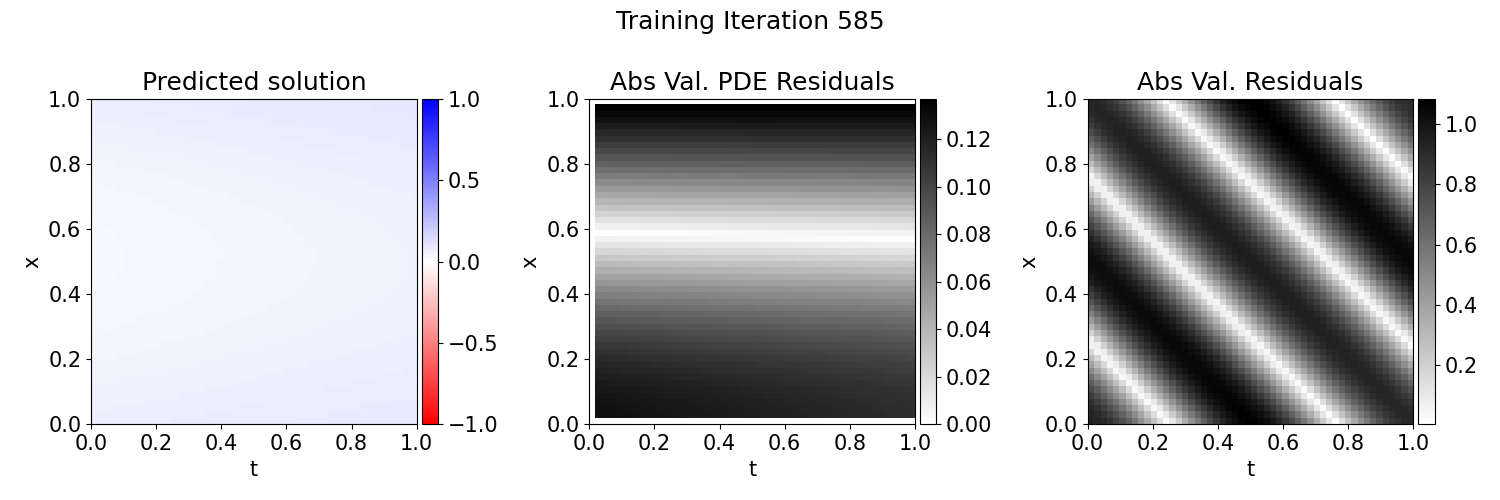 Training Iteration 585
Predicted solution
1.0
0.8
0.6
0.4
0.2
0.0
x
0.0 0.2 0.4 0.6 0.8 1.0
t
1.0
0.5
0.0
−0.5
−1.0
Abs Val. PDE Residuals
1.0
0.8
0.6
0.4
0.2
0.0
x
0.0 0.2 0.4 0.6 0.8 1.0
t
0.12
0.10
0.08
0.06
0.04
0.02
0.00
Abs Val. Residuals
1.0
0.8
0.6
0.4
0.2
0.0
x
0.0 0.2 0.4 0.6 0.8 1.0
t
1.0
0.8
0.6
0.4
0.2